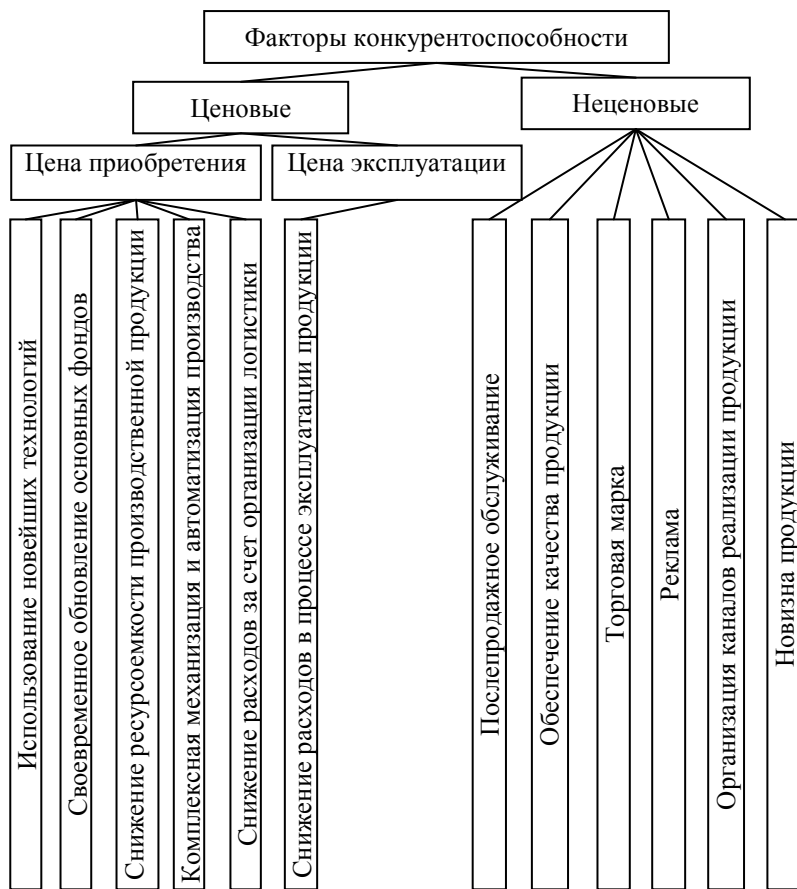 Факторы конкурентоспособности
Ценовые
Неценовые
Цена приобретения
Цена эксплуатации
Использование новейших технологий
Своевременное обновление основных фондов
Снижение ресурсоемкости производственной продукции
Комплексная механизация и автоматизация производства
Снижение расходов за счет организации логистики
Снижение расходов в процессе эксплуатации продукции
Послепродажное обслуживание
Обеспечение качества продукции
Торговая марка
Реклама
Организация каналов реализации продукции
Новизна продукции